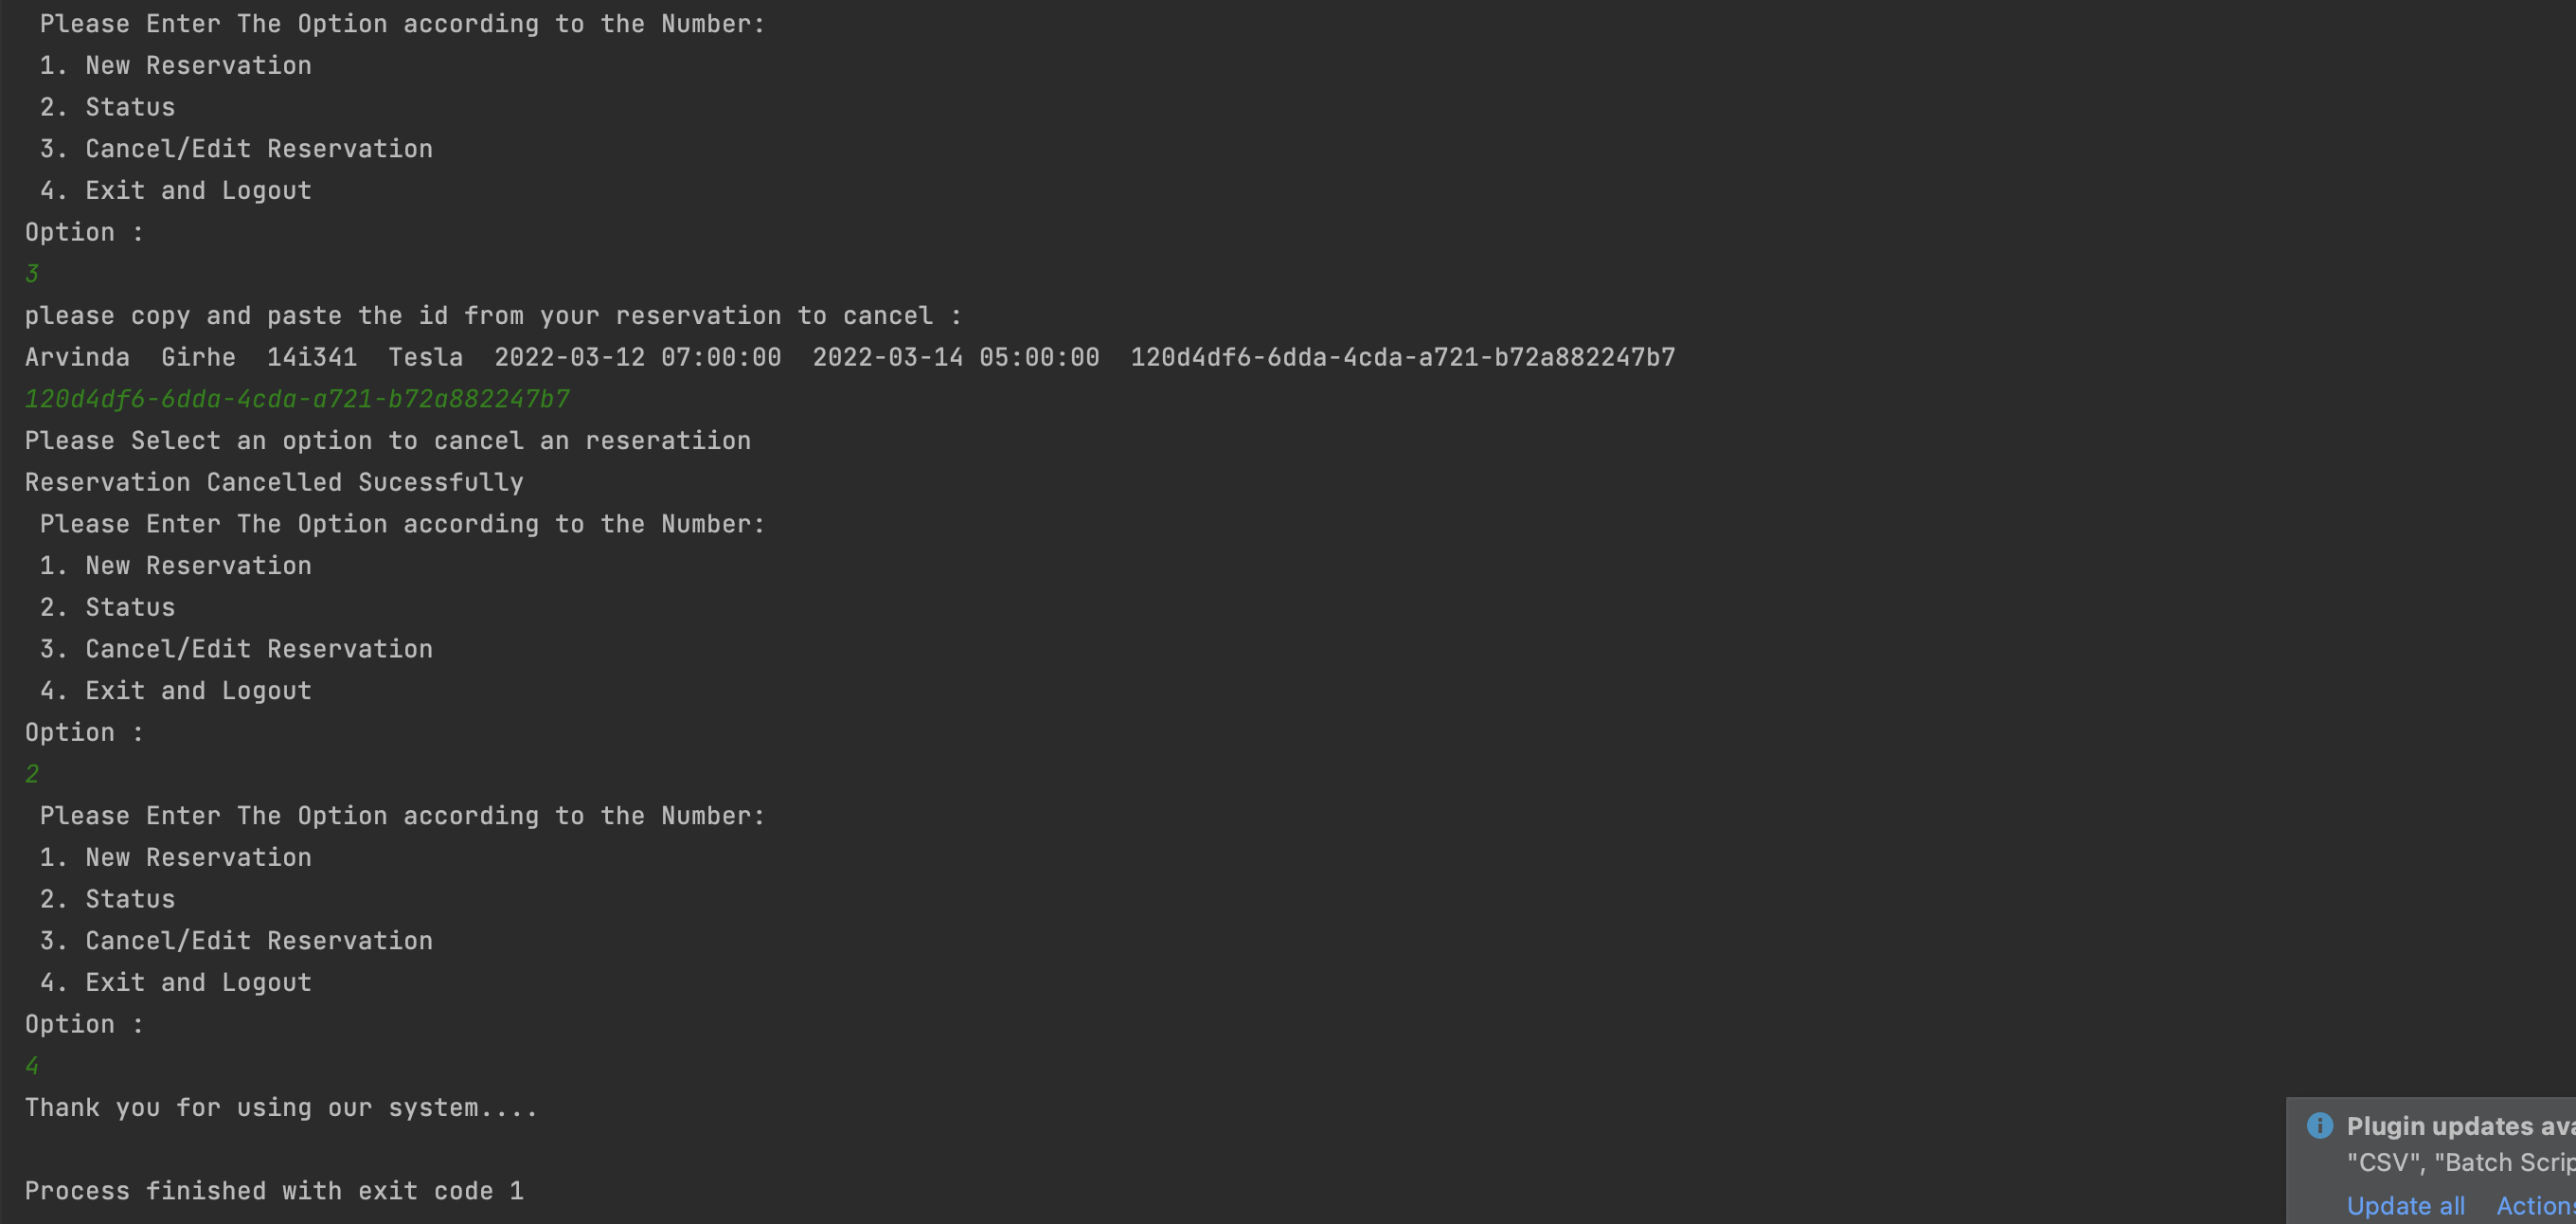 Please Enter The Option according to the Number:
1. New Reservation
2. Status
3. Cancel/Edit Reservation
4. Exit and Logout
Option :
3
please copy and paste the id from your reservation to cancel :
Arvinda  Girhe  14i341  Tesla  2022-03-12 07:00:00  2022-03-14 05:00:00  120d4df6-6dda-4cda-a721-b72a882247b7
120d4df6-6dda-4cda-a721-b72a882247b7
Please Select an option to cancel an reseratiion
Reservation Cancelled Sucessfully
Please Enter The Option according to the Number:
1. New Reservation
2. Status
3. Cancel/Edit Reservation
4. Exit and Logout
Option :
2
Please Enter The Option according to the Number:
1. New Reservation
2. Status
3. Cancel/Edit Reservation
4. Exit and Logout
Option :
4
Thank you for using our system....
Process finished with exit code 1
Plugin updates ava
"CSV", "Batch Scrip
Update all  Action